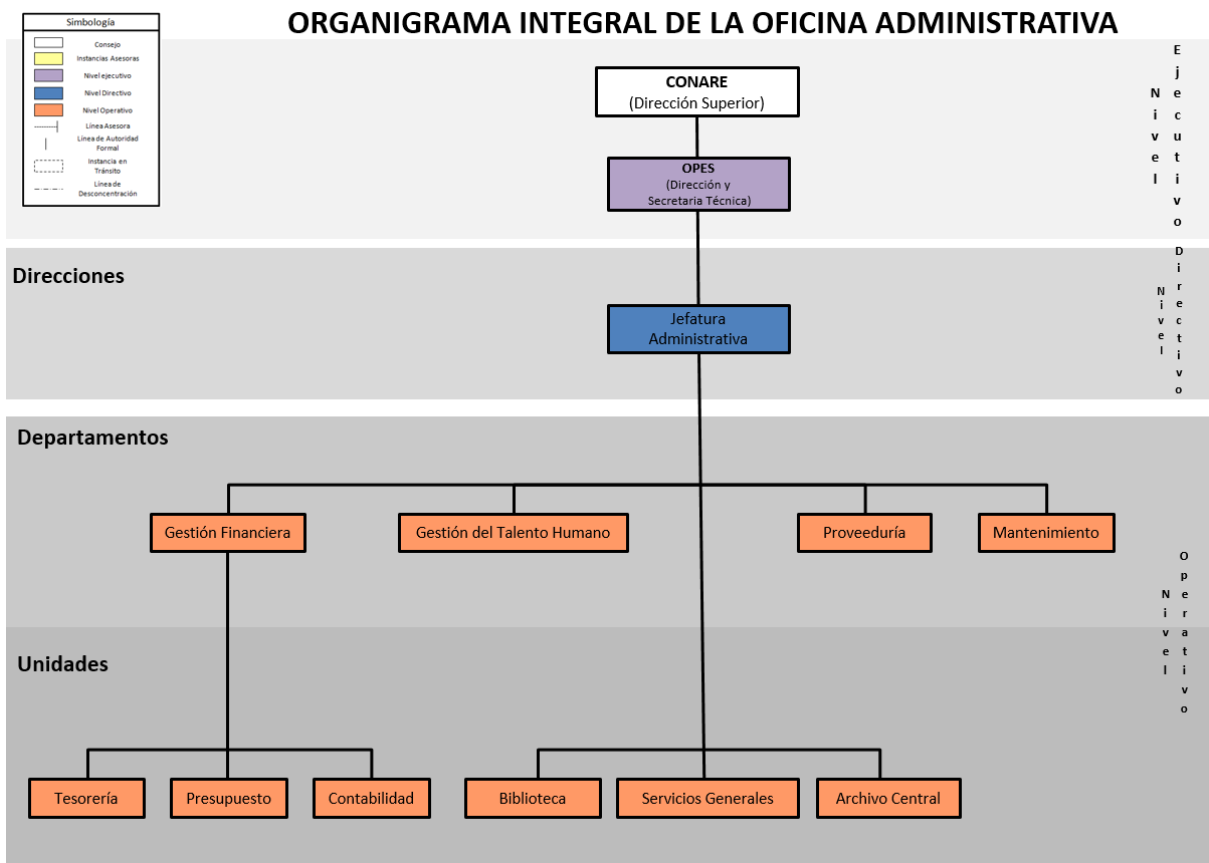 ORGANIGRAMA INTEGRAL DE LA OFICINA ADMINISTRATIVA
Simbología
Consejo
Instancias Asesoras
Nivel ejecutivo
Nivel Directivo
Nivel Operativo
Línea Asesora
Línea de Autoridad
Formal
Instancia en
Tránsito
Línea de
Desconcentración
CONARE
(Dirección Superior)
OPES
(Dirección y
Secretaria Técnica)
Nivel
Ejecutivo
Direcciones
Jefatura
Administrativa
Nivel
Directivo
Departamentos
Gestión Financiera
Gestión del Talento Humano
Proveeduría
Mantenimiento
Nivel
Operativo
Unidades
Tesorería
Presupuesto
Contabilidad
Biblioteca
Servicios Generales
Archivo Central